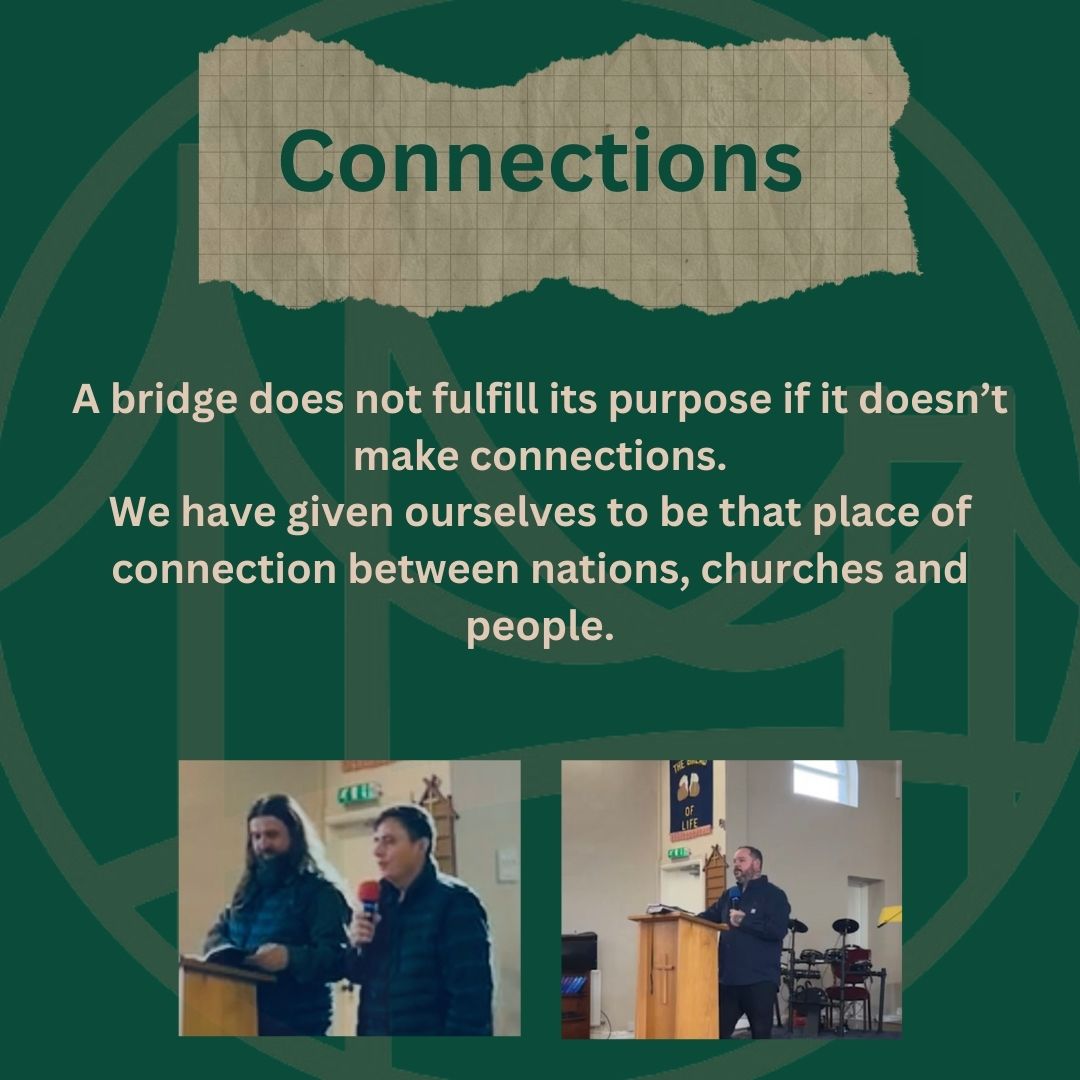 Connections
A bridge does not fulfill its purpose if it doesn’t
make connections.
We have given ourselves to be that place of
connection between nations, churches and
people.
THE BREAD
OF
LIFE